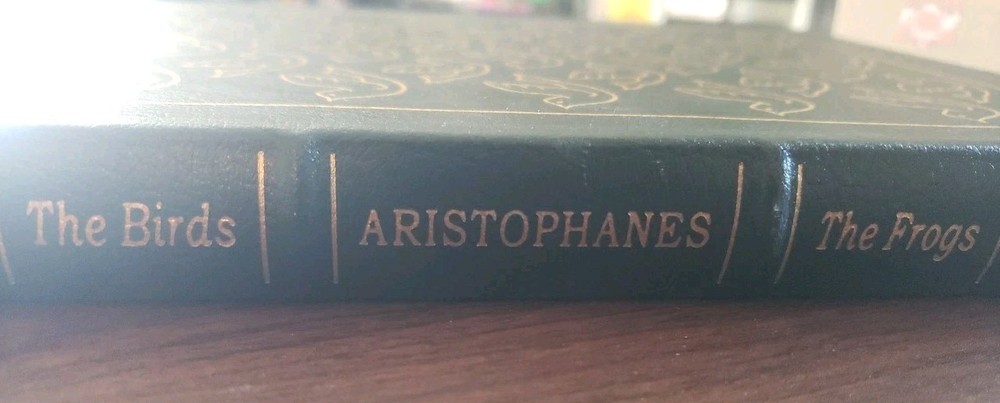 The Birds
ARISTOPHANES
The Frogs